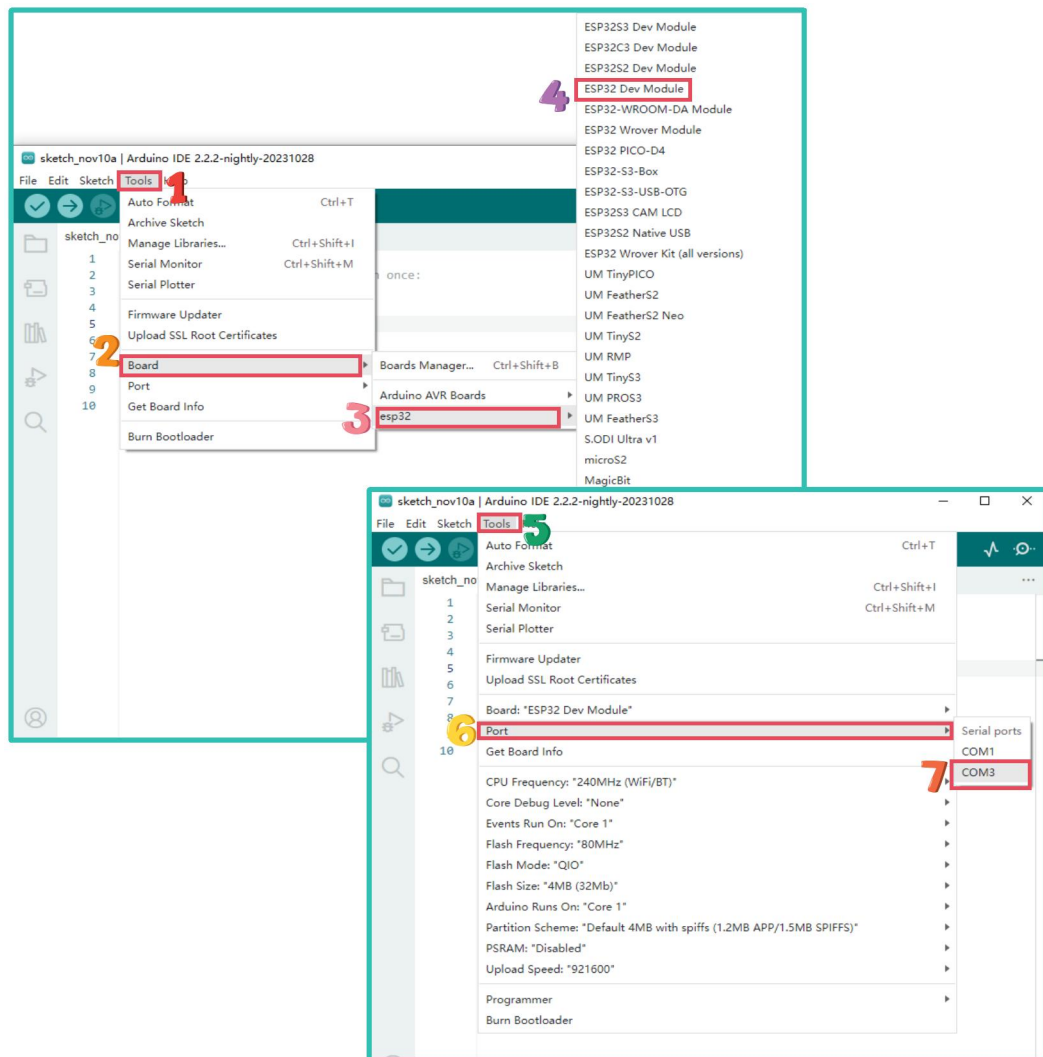 ESP32S3 Dev Module
ESP32C3 Dev Module
ESP32S2 Dev Module
4
ESP32 Dev Module
ESP32-WROOM-DA Module
ESP32 Wrover Module
ESP32 PICO-D4
ESP32-S3-Box
ESP32-S3-USB-OTG
ESP32S3 CAM LCD
ESP32S2 Native USB
ESP32 Wrover Kit (all versions)
UM TinyPICO
UM FeatherS2
UM FeatherS2 Neo
UM TinyS2
UM RMP
UM TinyS3
UM PROS3
UM FeatherS3
S.ODI Ultra v1
microS2
MagicBit
sketch_nov10a | Arduino IDE 2.2.2-nightly-20231028
File Edit Sketch Tools
1
Auto Format Ctrl+T
Archive Sketch
Manage Libraries... Ctrl+Shift+I
Serial Monitor Ctrl+Shift+M
Serial Plotter
Firmware Updater
Upload SSL Root Certificates
2
Board
Port
Get Board Info
Burn Bootloader
sketch_no
1
2
3
4
5
6
7
8
9
10
once:
Boards Manager... Ctrl+Shift+B
Arduino AVR Boards
3
esp32
sketch_nov10a | Arduino IDE 2.2.2-nightly-20231028
File Edit Sketch Tools
5
Auto Format Ctrl+T
Archive Sketch
Manage Libraries... Ctrl+Shift+I
Serial Monitor Ctrl+Shift+M
Serial Plotter
Firmware Updater
Upload SSL Root Certificates
Board: "ESP32 Dev Module"
6
Port
Get Board Info
CPU Frequency: "240MHz (WiFi/BT)"
Core Debug Level: "None"
Events Run On: "Core 1"
Flash Frequency: "80MHz"
Flash Mode: "QIO"
Flash Size: "4MB (32Mb)"
Arduino Runs On: "Core 1"
Partition Scheme: "Default 4MB with spiffs (1.2MB APP/1.5MB SPIFFS)"
PSRAM: "Disabled"
Upload Speed: "921600"
Programmer
Burn Bootloader
sketch_no
1
2
3
4
5
6
7
8
10
Serial ports
COM1
7
COM3